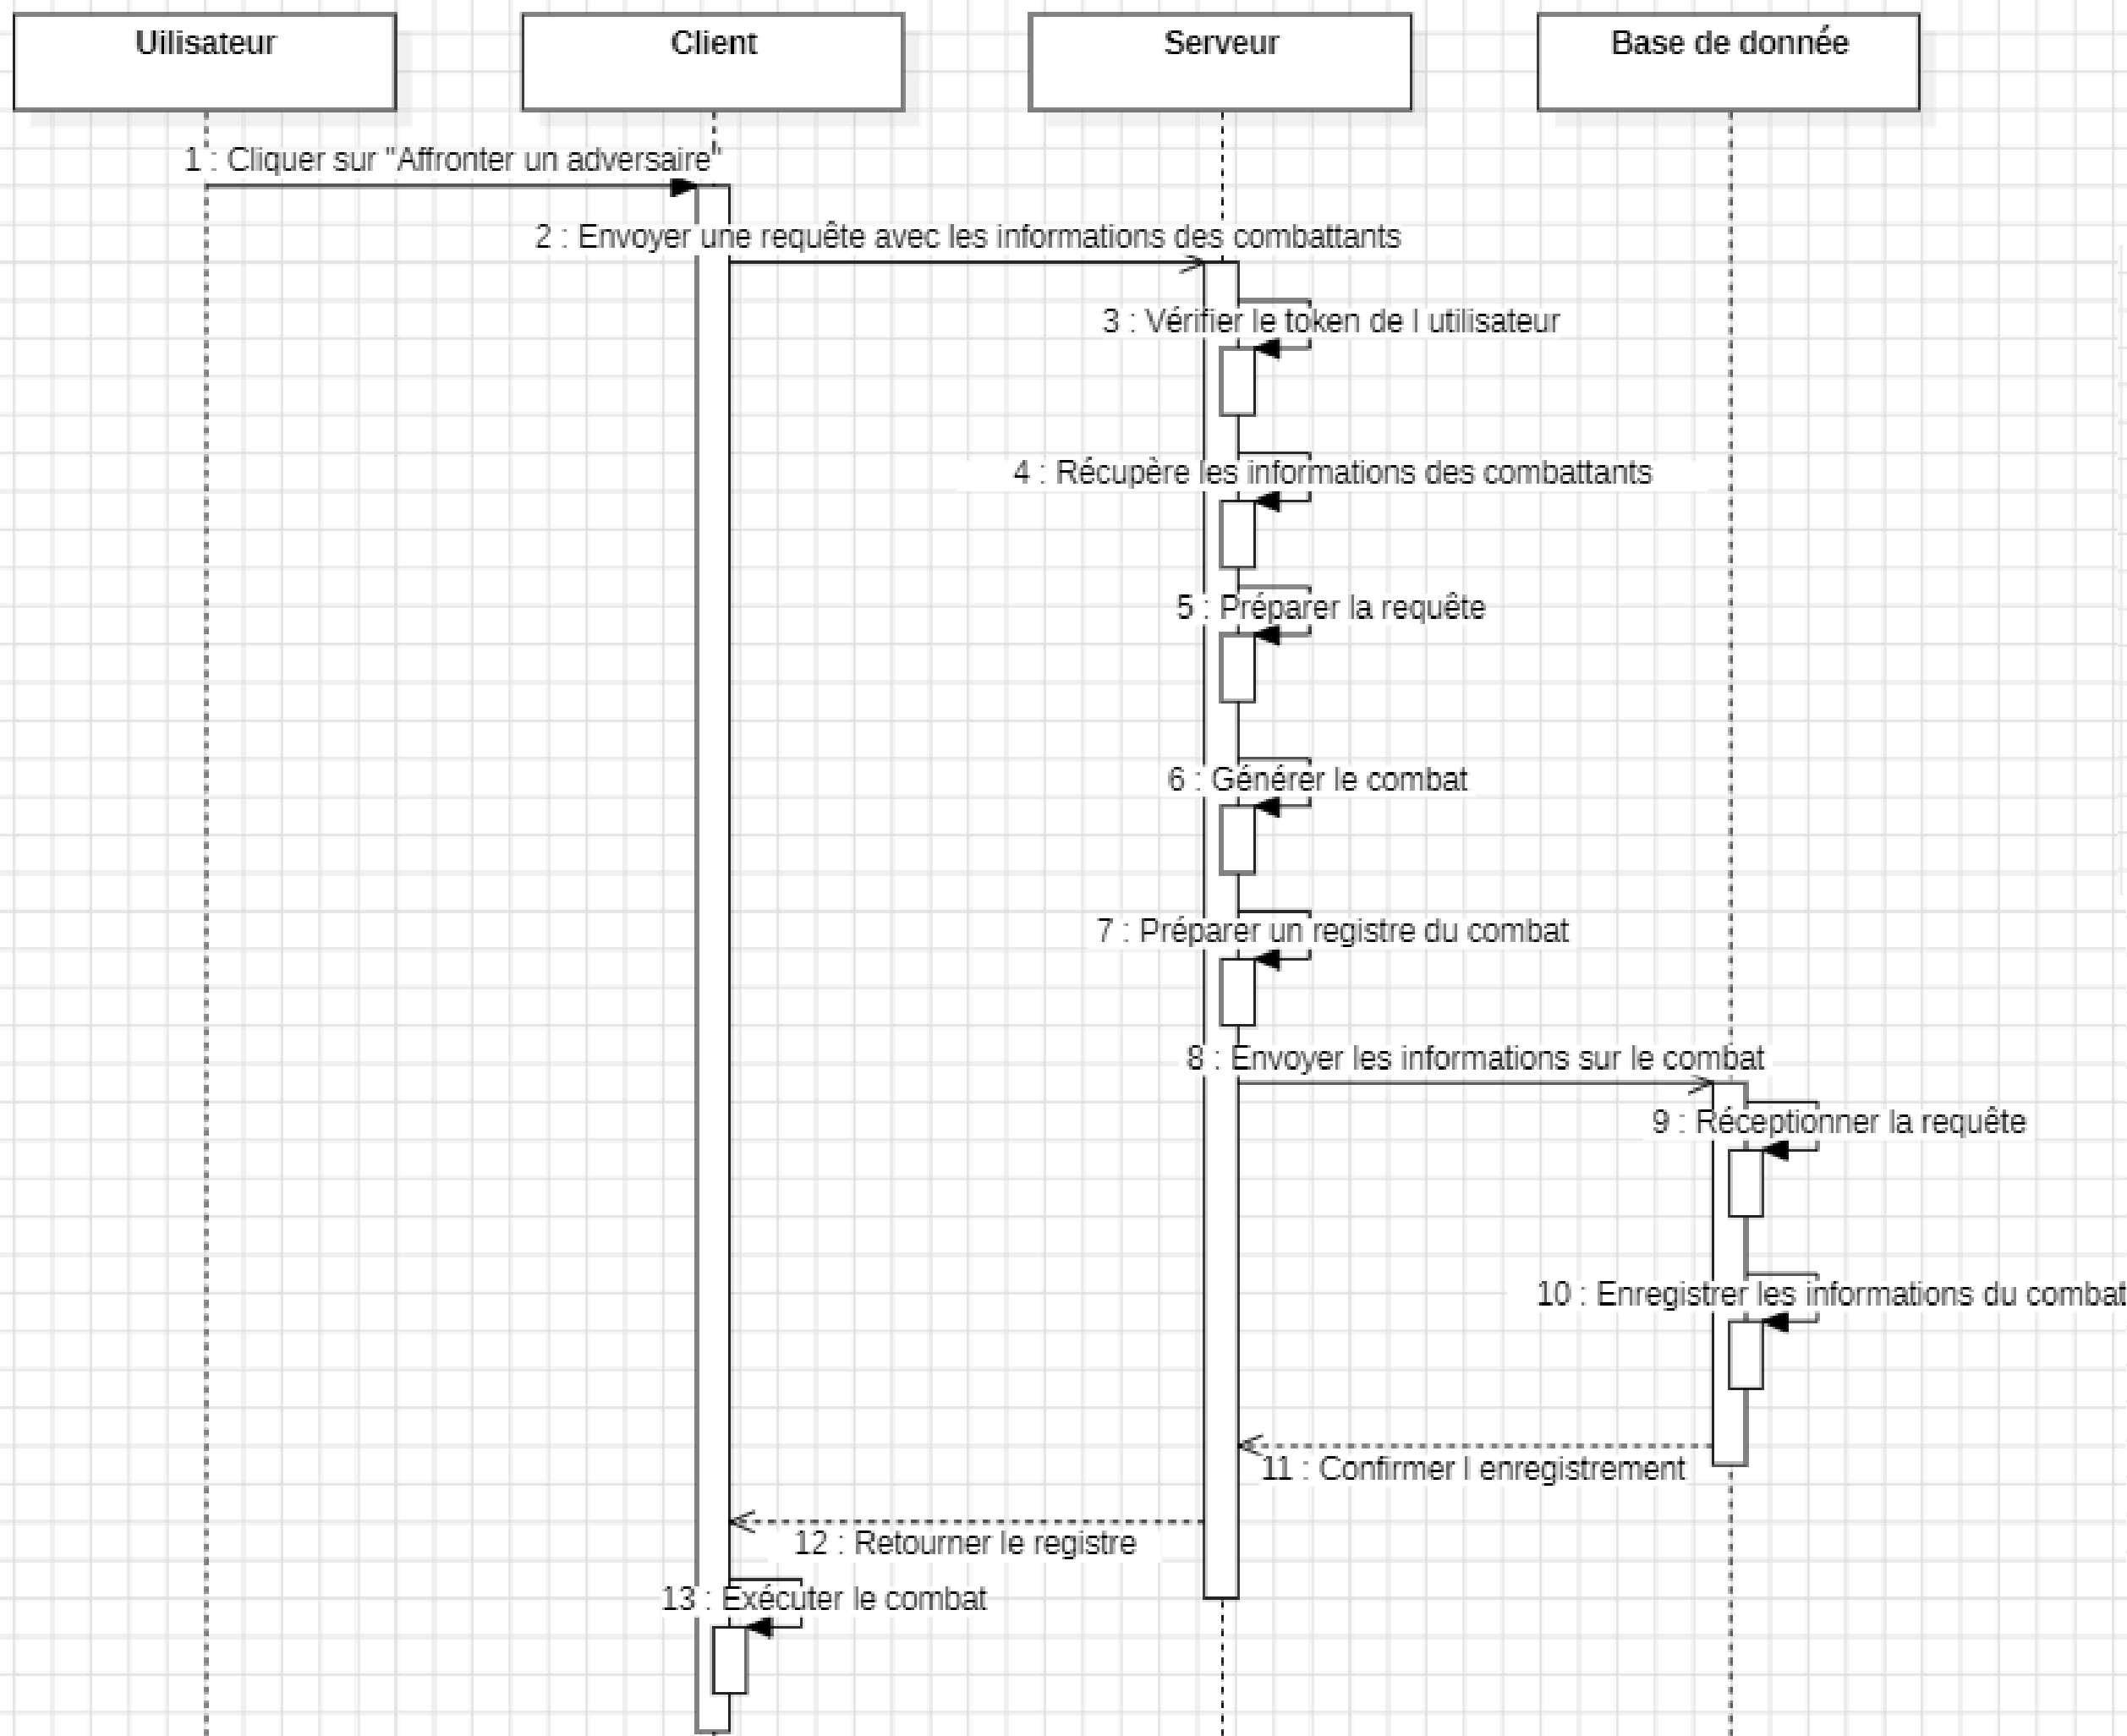 Uilisateur
Client
Serveur
Base de donnée
1 : Cliquer sur "Affronter un adversaire"
2 : Envoyer une requête avec les informations des combattants
3 : Vérifier le token de l utilisateur
4 : Récupère les informations des combattants
5 : Préparer la requête
6 : Générer le combat
7 : Préparer un registre du combat
8 : Envoyer les informations sur le combat
9 : Réceptionner la requête
10 : Enregistrer les informations du combat
11 : Confirmer l enregistrement
12 : Retourner le registre
13 : Exécuter le combat